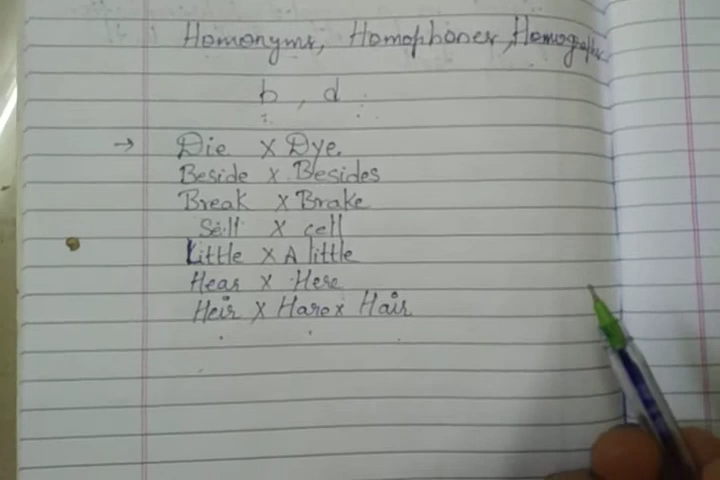 Homonyms, Homophones, Homographs
b, d
→ Die X Dye.
Beside X Besides
Break X Brake
Sell X cell
Little X A little
Hear X Here
Heir X Hare x Hair